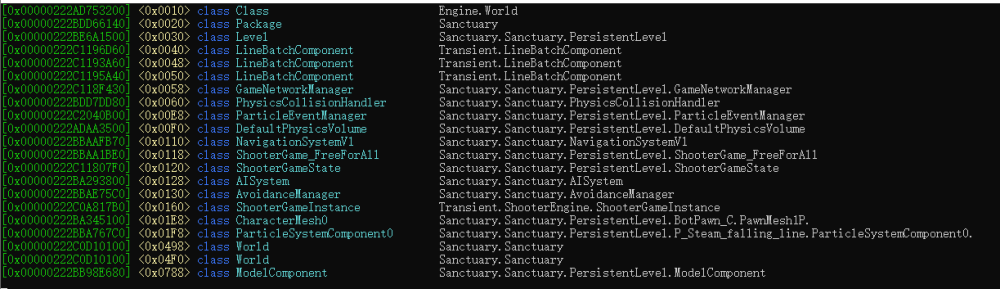 [0x00000222AD753200] <0x0010> class Class Engine.World
[0x00000222BDD66140] <0x0020> class Package Sanctuary
[0x00000222BE6A1500] <0x0030> class Level Sanctuary.Sanctuary.PersistentLevel
[0x00000222C1196D60] <0x0040> class LineBatchComponent Transient.LineBatchComponent
[0x00000222C1193A60] <0x0048> class LineBatchComponent Transient.LineBatchComponent
[0x00000222C1195A40] <0x0050> class LineBatchComponent Transient.LineBatchComponent
[0x00000222C118F430] <0x0058> class GameNetworkManager Sanctuary.Sanctuary.PersistentLevel.GameNetworkManager
[0x00000222BDD7DD80] <0x0060> class PhysicsCollisionHandler Sanctuary.Sanctuary.PhysicsCollisionHandler
[0x00000222C2040B00] <0x00E8> class ParticleEventManager Sanctuary.Sanctuary.PersistentLevel.ParticleEventManager
[0x00000222ADAA3500] <0x00F0> class DefaultPhysicsVolume Sanctuary.Sanctuary.PersistentLevel.DefaultPhysicsVolume
[0x00000222BBAAFB70] <0x0110> class NavigationSystemV1 Sanctuary.Sanctuary.NavigationSystemV1
[0x00000222BBAA1BE0] <0x0118> class ShooterGame_FreeForAll Sanctuary.Sanctuary.PersistentLevel.ShooterGame_FreeForAll
[0x00000222C11807F0] <0x0120> class ShooterGameState Sanctuary.Sanctuary.PersistentLevel.ShooterGameState
[0x00000222BA293800] <0x0128> class AISystem Sanctuary.Sanctuary.AISystem
[0x00000222BBAE75C0] <0x0130> class AvoidanceManager Sanctuary.Sanctuary.AvoidanceManager
[0x00000222C0A817B0] <0x0160> class ShooterGameInstance Transient.ShooterEngine.ShooterGameInstance
[0x00000222BA345100] <0x01E8> class CharacterMesh0 Sanctuary.Sanctuary.PersistentLevel.BotPawn_C.PawnMesh1P.
[0x00000222BBA767C0] <0x01F8> class ParticleSystemComponent0 Sanctuary.Sanctuary.PersistentLevel.P_Steam_falling_line.ParticleSystemComponent0.
[0x00000222C0D10100] <0x0498> class World Sanctuary.Sanctuary
[0x00000222C0D10100] <0x04F0> class World Sanctuary.Sanctuary
[0x00000222BB98E680] <0x0788> class ModelComponent Sanctuary.Sanctuary.PersistentLevel.ModelComponent